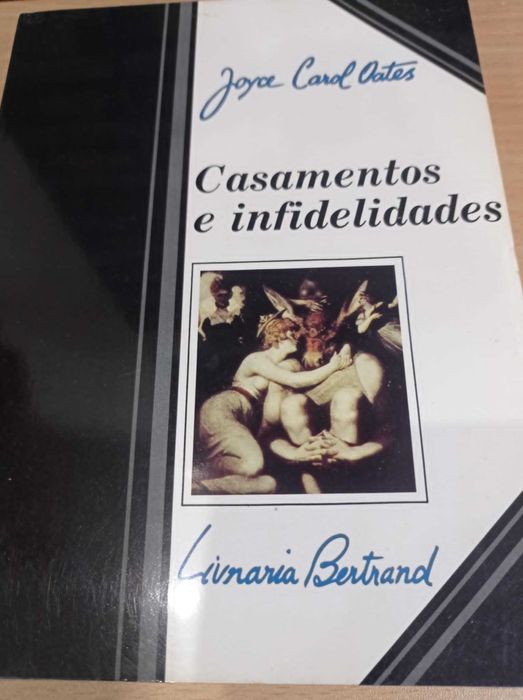 Joyce Carol Oates
Casamentos
e infidelidades
Livraria Bertrand